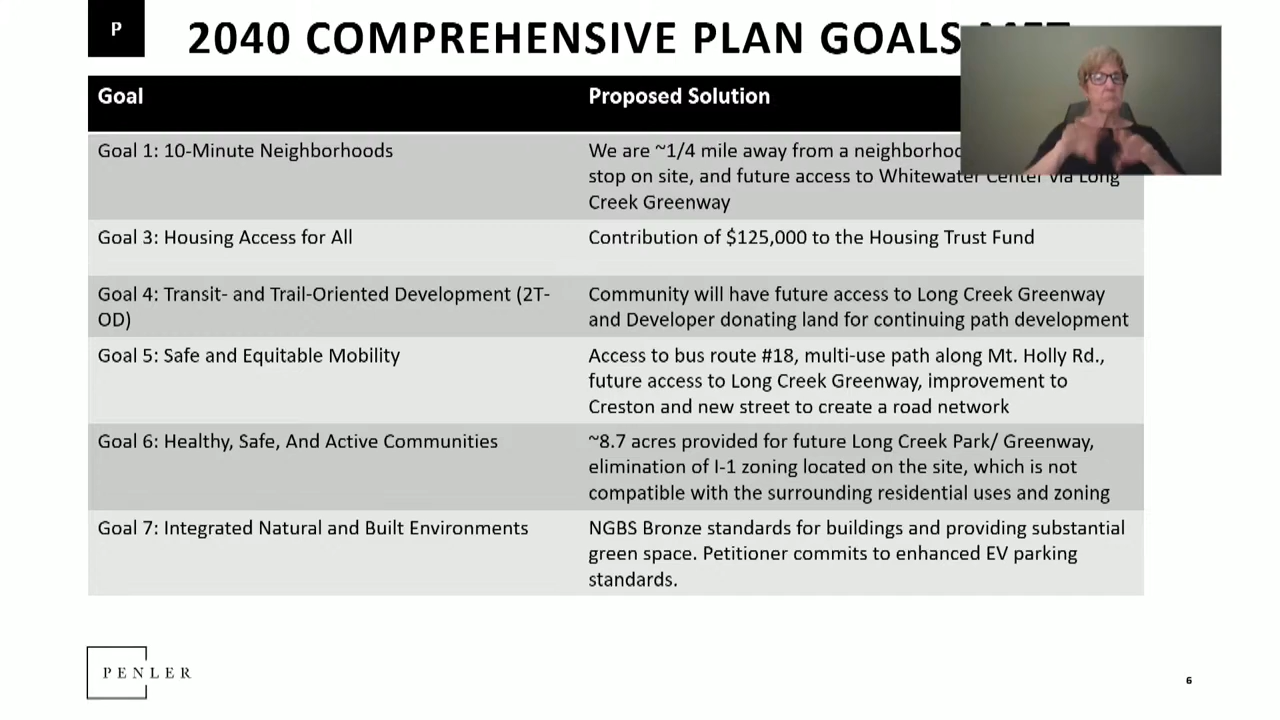 P
2040 COMPREHENSIVE PLAN GOALS
Goal Proposed Solution
Goal 1: 10-Minute Neighborhoods
We are ~1/4 mile away from a
stop on site, and future access to Whitewater Center via Long
Creek Greenway
Goal 3: Housing Access for All
Contribution of $125,000 to the Housing Trust Fund
Goal 4: Transit- and Trail-Oriented Development (2T-
OD)
Community will have future access to Long Creek Greenway
and Developer donating land for continuing path development
Goal 5: Safe and Equitable Mobility
Access to bus route #18, multi-use path along Mt. Holly Rd.,
future access to Long Creek Greenway, improvement to
Creston and new street to create a road network
Goal 6: Healthy, Safe, And Active Communities
~8.7 acres provided for future Long Creek Park/ Greenway,
elimination of I-1 zoning located on the site, which is not
compatible with the surrounding residential uses and zoning
Goal 7: Integrated Natural and Built Environments
NGBS Bronze standards for buildings and providing substantial
green space. Petitioner commits to enhanced EV parking
standards.
PENLER
6